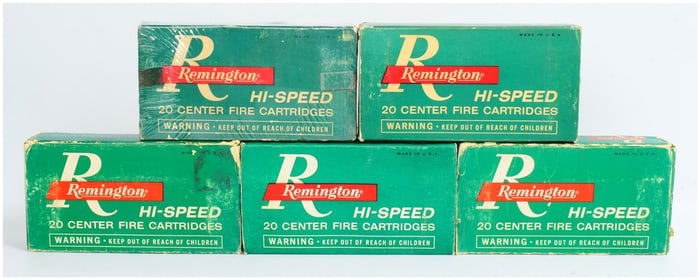 MADE IN U.S.A.
R
Remington
HI-SPEED
20 CENTER FIRE CARTRIDGES
WARNING • KEEP OUT OF REACH OF CHILDREN
MADE IN U.S.A.
R
Remington
HI-SPEED
20 CENTER FIRE CARTRIDGES
WARNING • KEEP OUT OF REACH OF CHILDREN
R
Remington
HI-SPEED
20 CENTER FIRE CARTRIDGES
WARNING • KEEP OUT OF REACH OF CHILDREN
MADE IN U.S.A.
R
Remington
HI-SPEED
20 CENTER FIRE CARTRIDGES
WARNING • KEEP OUT OF REACH OF CHILDREN
MADE IN U.S.A.
R
Remington
HI-SPEED
20 CENTER FIRE CARTRIDGES
WARNING • KEEP OUT OF REACH OF CHILDREN